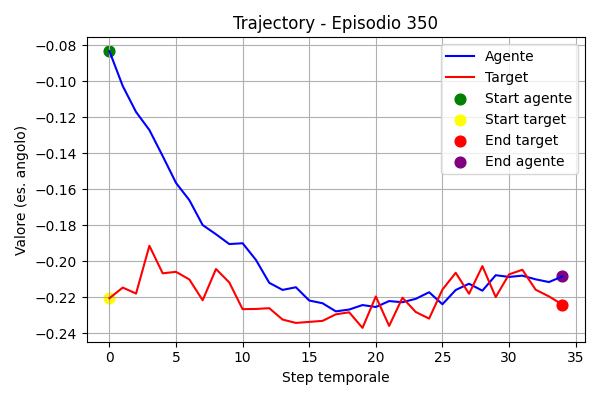 Trajectory - Episodio 350
Valore (es. angolo)
−0.08
−0.10
−0.12
−0.14
−0.16
−0.18
−0.20
−0.22
−0.24
Agente
Target
Start agente
Start target
End target
End agente
0 5 10 15 20 25 30 35
Step temporale